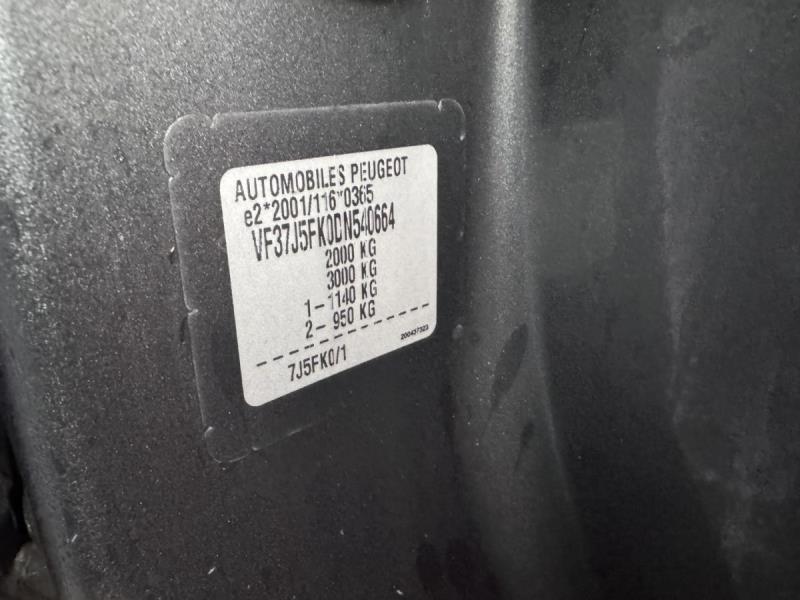 AUTOMOBILES PEUGEOT
e2*2001/116*0365
VF37J5FK0DN540664
2000 KG
3000 KG
1- 1140 KG
2- 950 KG
200437323
7J5FK0/1